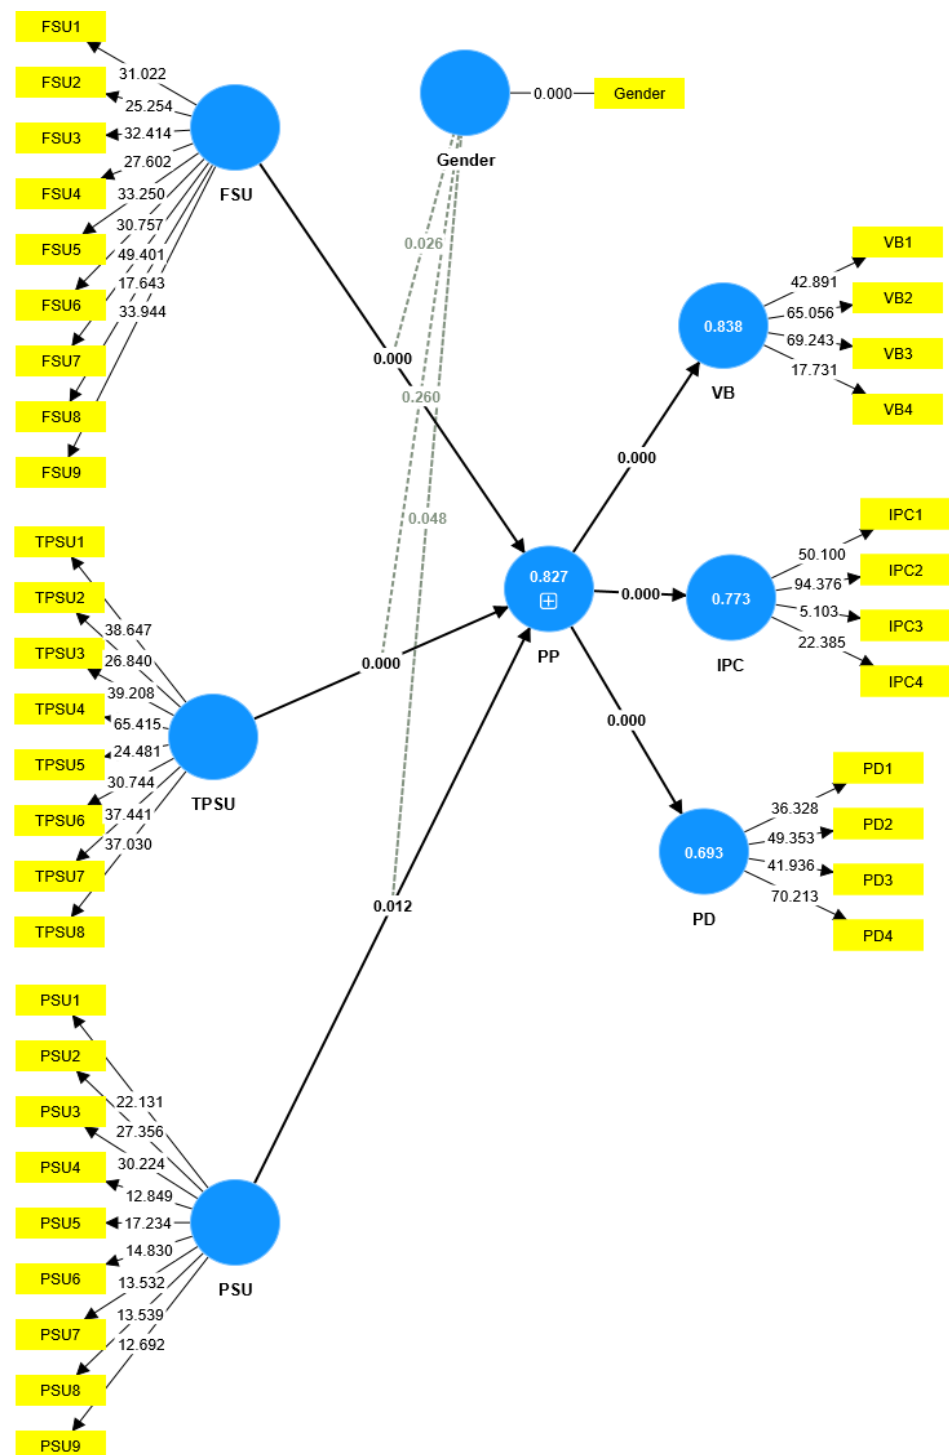 FSU1
FSU2
FSU3
FSU4
FSU5
FSU6
FSU7
FSU8
FSU9
31.022
25.254
32.414
27.602
33.250
30.757
49.401
17.643
33.944
FSU
Gender
0.000
Gender
0.026
0.260
0.048
0.000
0.000
0.012
TPSU1
TPSU2
TPSU3
TPSU4
TPSU5
TPSU6
TPSU7
TPSU8
38.647
26.840
39.208
65.415
24.481
30.744
37.441
37.030
TPSU
PSU1
PSU2
PSU3
PSU4
PSU5
PSU6
PSU7
PSU8
PSU9
22.131
27.356
30.224
12.849
17.234
14.830
13.532
13.539
12.692
PSU
0.827
PP
0.000
0.000
0.000
0.838
VB
42.891
65.056
69.243
17.731
VB1
VB2
VB3
VB4
0.773
IPC
50.100
94.376
5.103
22.385
IPC1
IPC2
IPC3
IPC4
0.693
PD
36.328
49.353
41.936
70.213
PD1
PD2
PD3
PD4